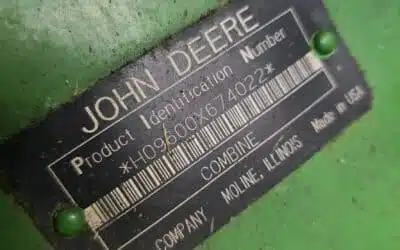 JOHN DEERE
Product Identification Number
*H09600X674022*
COMBINE
Made in USA
COMPANY MOLINE, ILLINOIS